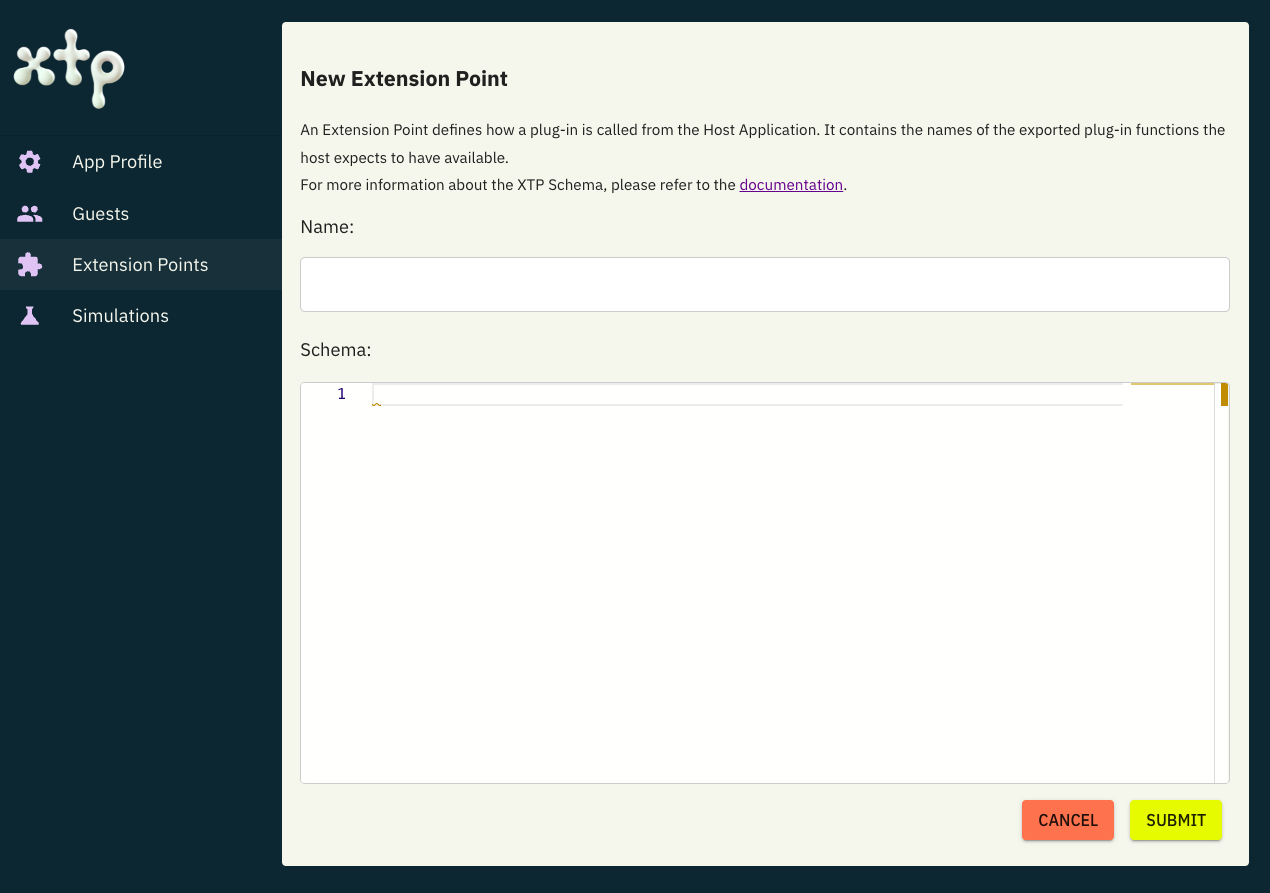 xtp
App Profile
Guests
Extension Points
Simulations
New Extension Point
An Extension Point defines how a plug-in is called from the Host Application. It contains the names of the exported plug-in functions the
host expects to have available.
For more information about the XTP Schema, please refer to the documentation.
Name:
Schema:
1
CANCEL
SUBMIT